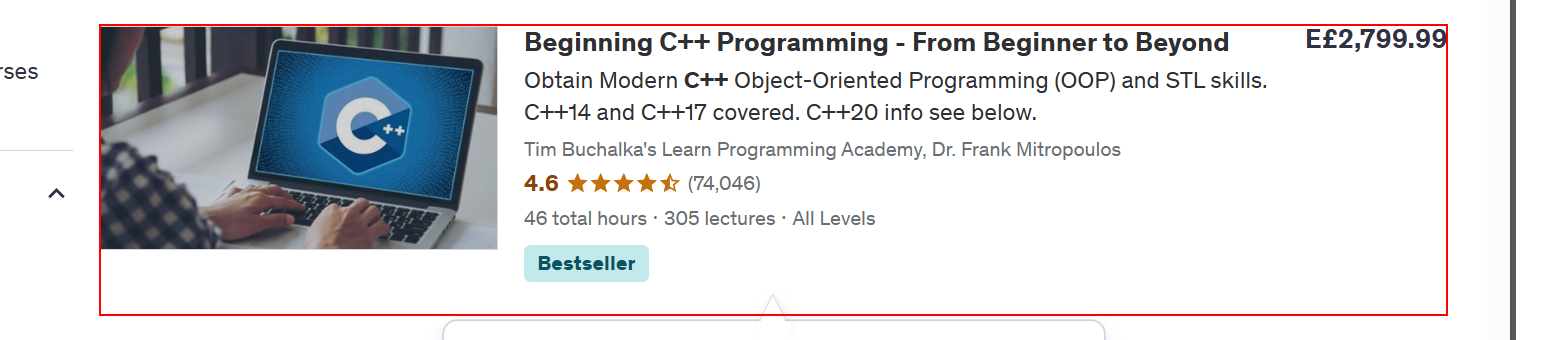 rses
Beginning C++ Programming - From Beginner to Beyond
E£2,799.99
Obtain Modern C++ Object-Oriented Programming (OOP) and STL skills.
C++14 and C++17 covered. C++20 info see below.
Tim Buchalka's Learn Programming Academy, Dr. Frank Mitropoulos
4.6 (74,046)
46 total hours · 305 lectures · All Levels
Bestseller
C++